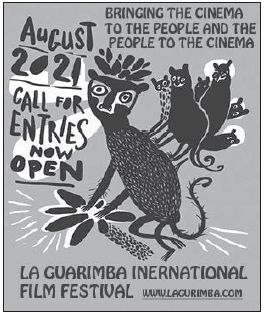 BRINGING THE CINEMA
TO THE PEOPLE AND THE
PEOPLE TO THE CINEMA
AUGUST
2021
CALL FOR
ENTRIES
NOW
OPEN
LA GUARIMBA INERNATIONAL
FILM FESTIVAL WWW.LAGURIMBA.COM